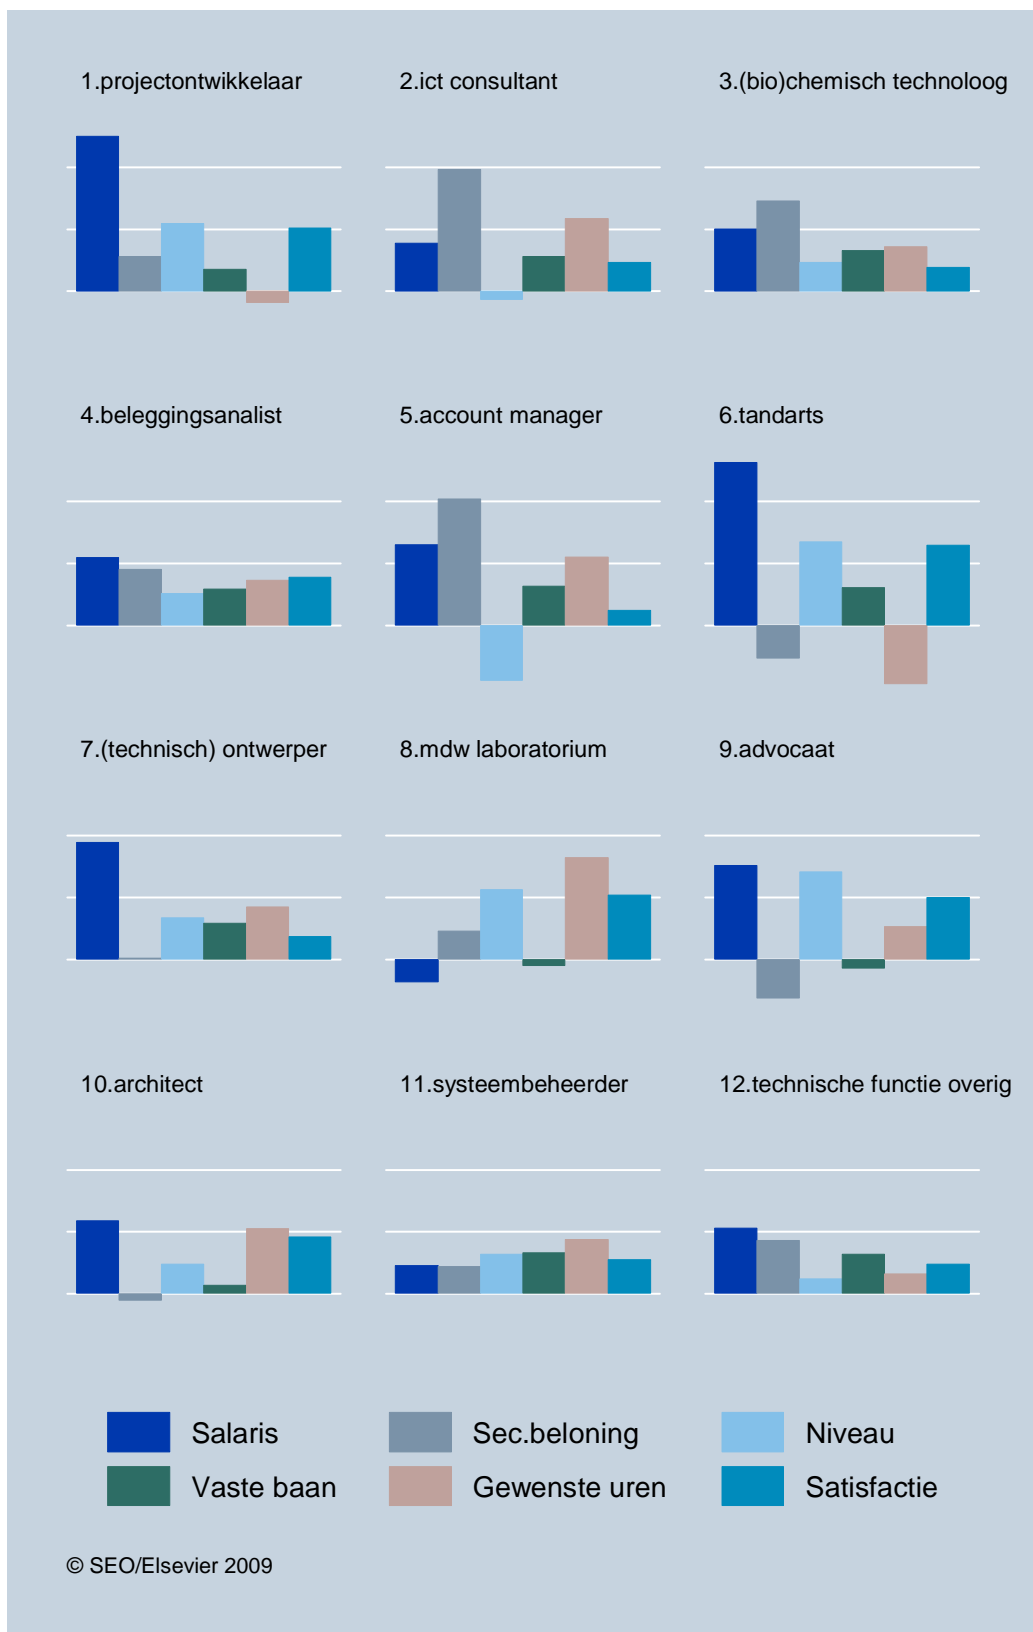 1.projectontwikkelaar
2.ict consultant
3.(bio)chemisch technoloog
4.beleggingsanalist
5.account manager
6.tandarts
7.(technisch) ontwerper
8.mdw laboratorium
9.advocaat
10.architect
11.systeembeheerder
12.technische functie overig
Salaris
Sec.beloning
Niveau
Vaste baan
Gewenste uren
Satisfactie
© SEO/Elsevier 2009